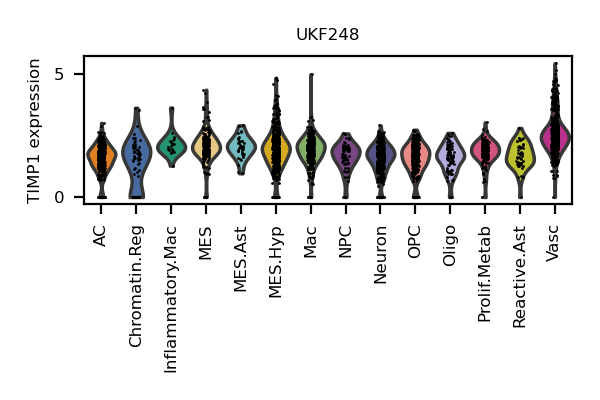 UKF248
TIMP1 expression
5
0
AC
Chromatin.Reg
Inflammatory.Mac
MES
MES.Ast
MES.Hyp
Mac
NPC
Neuron
OPC
Oligo
Prolif.Metab
Reactive.Ast
Vasc